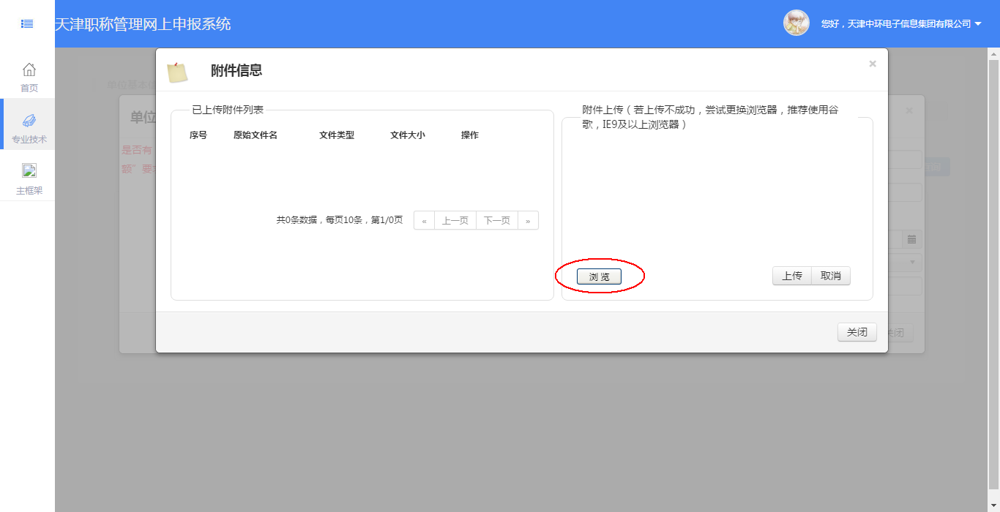 天津职称管理网上申报系统
您好，天津中环电子信息集团有限公司
首页
专业技术
主框架
单位基本
单位
是否有
额”要
附件信息
×
已上传附件列表
序号 原始文件名 文件类型 文件大小 操作
共0条数据，每页10条，第1/0页 « 上一页 下一页 »
附件上传（若上传不成功，尝试更换浏览器，推荐使用谷
歌，IE9及以上浏览器）
浏览
上传 取消
关闭
关闭